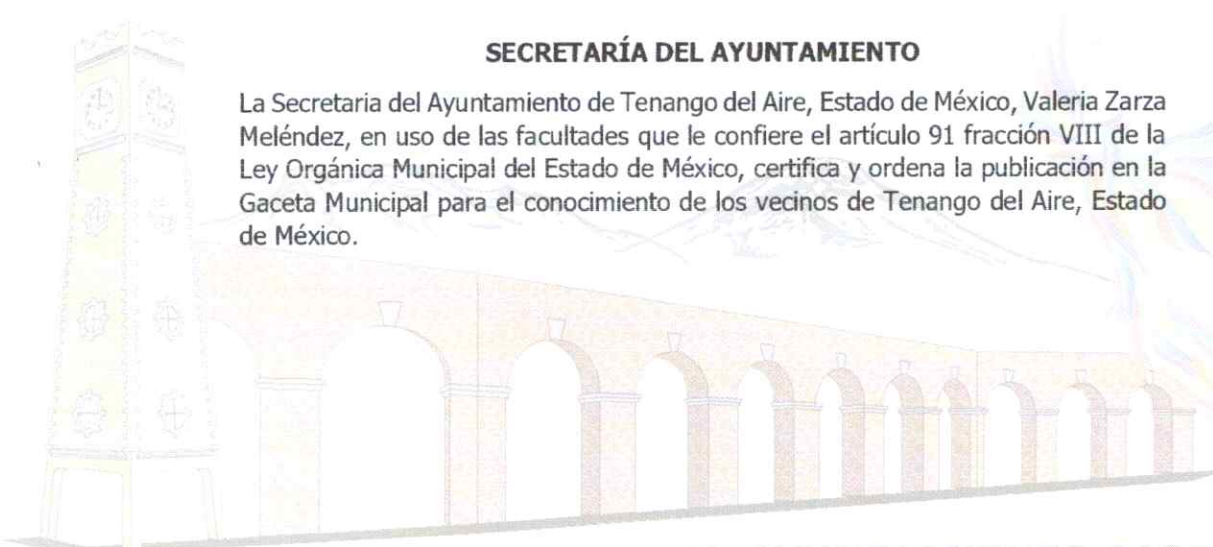 SECRETARÍA DEL AYUNTAMIENTO
La Secretaria del Ayuntamiento de Tenango del Aire, Estado de México, Valeria Zarza
Meléndez, en uso de las facultades que le confiere el artículo 91 fracción VIII de la
Ley Orgánica Municipal del Estado de México, certifica y ordena la publicación en la
Gaceta Municipal para el conocimiento de los vecinos de Tenango del Aire, Estado
de México.